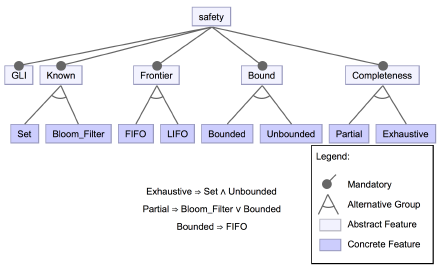 safety
GLI Known Frontier Bound Completeness
Set Bloom_Filter FIFO LIFO Bounded Unbounded Partial Exhaustive
Exhaustive ⇒ Set ∧ Unbounded
Partial ⇒ Bloom_Filter ∨ Bounded
Bounded ⇒ FIFO
Legend:
Mandatory
Alternative Group
Abstract Feature
Concrete Feature